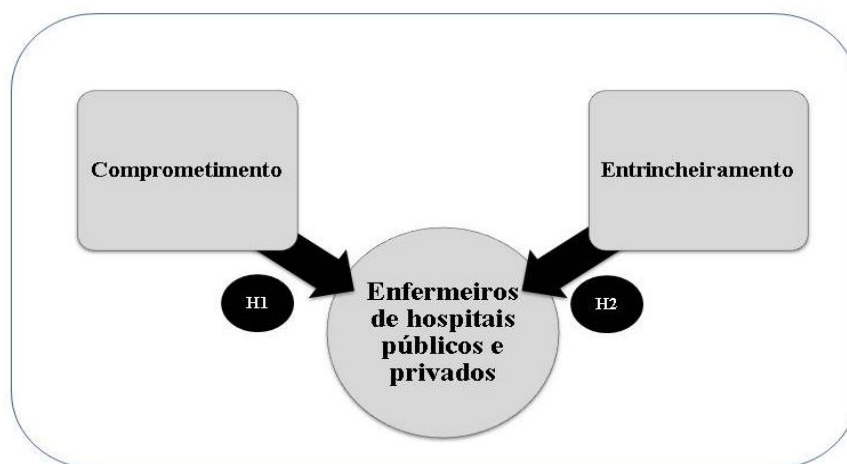 Comprometimento
Entrincheiramento
H1
Enfermeiros
de hospitais
públicos e
privados
H2